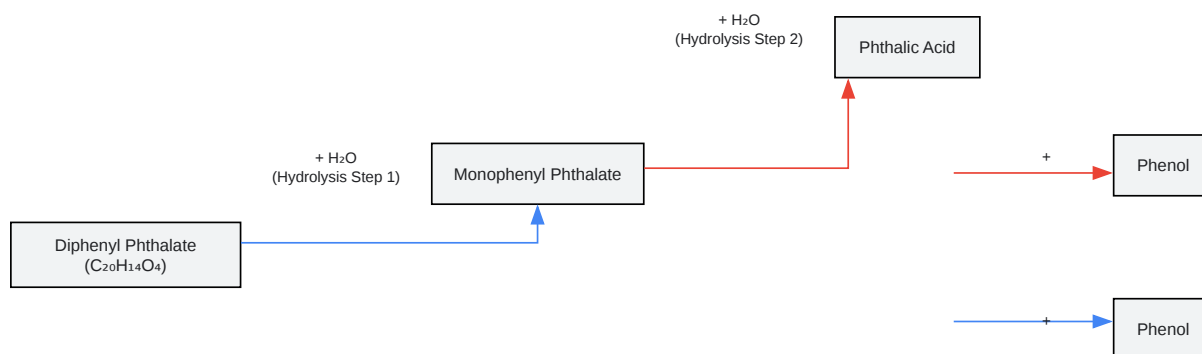 + H₂O
(Hydrolysis Step 2)
Phthalic Acid
+ H₂O
(Hydrolysis Step 1)
Monophenyl Phthalate
+
Phenol
Diphenyl Phthalate
(C₂₀H₁₄O₄)
+
Phenol